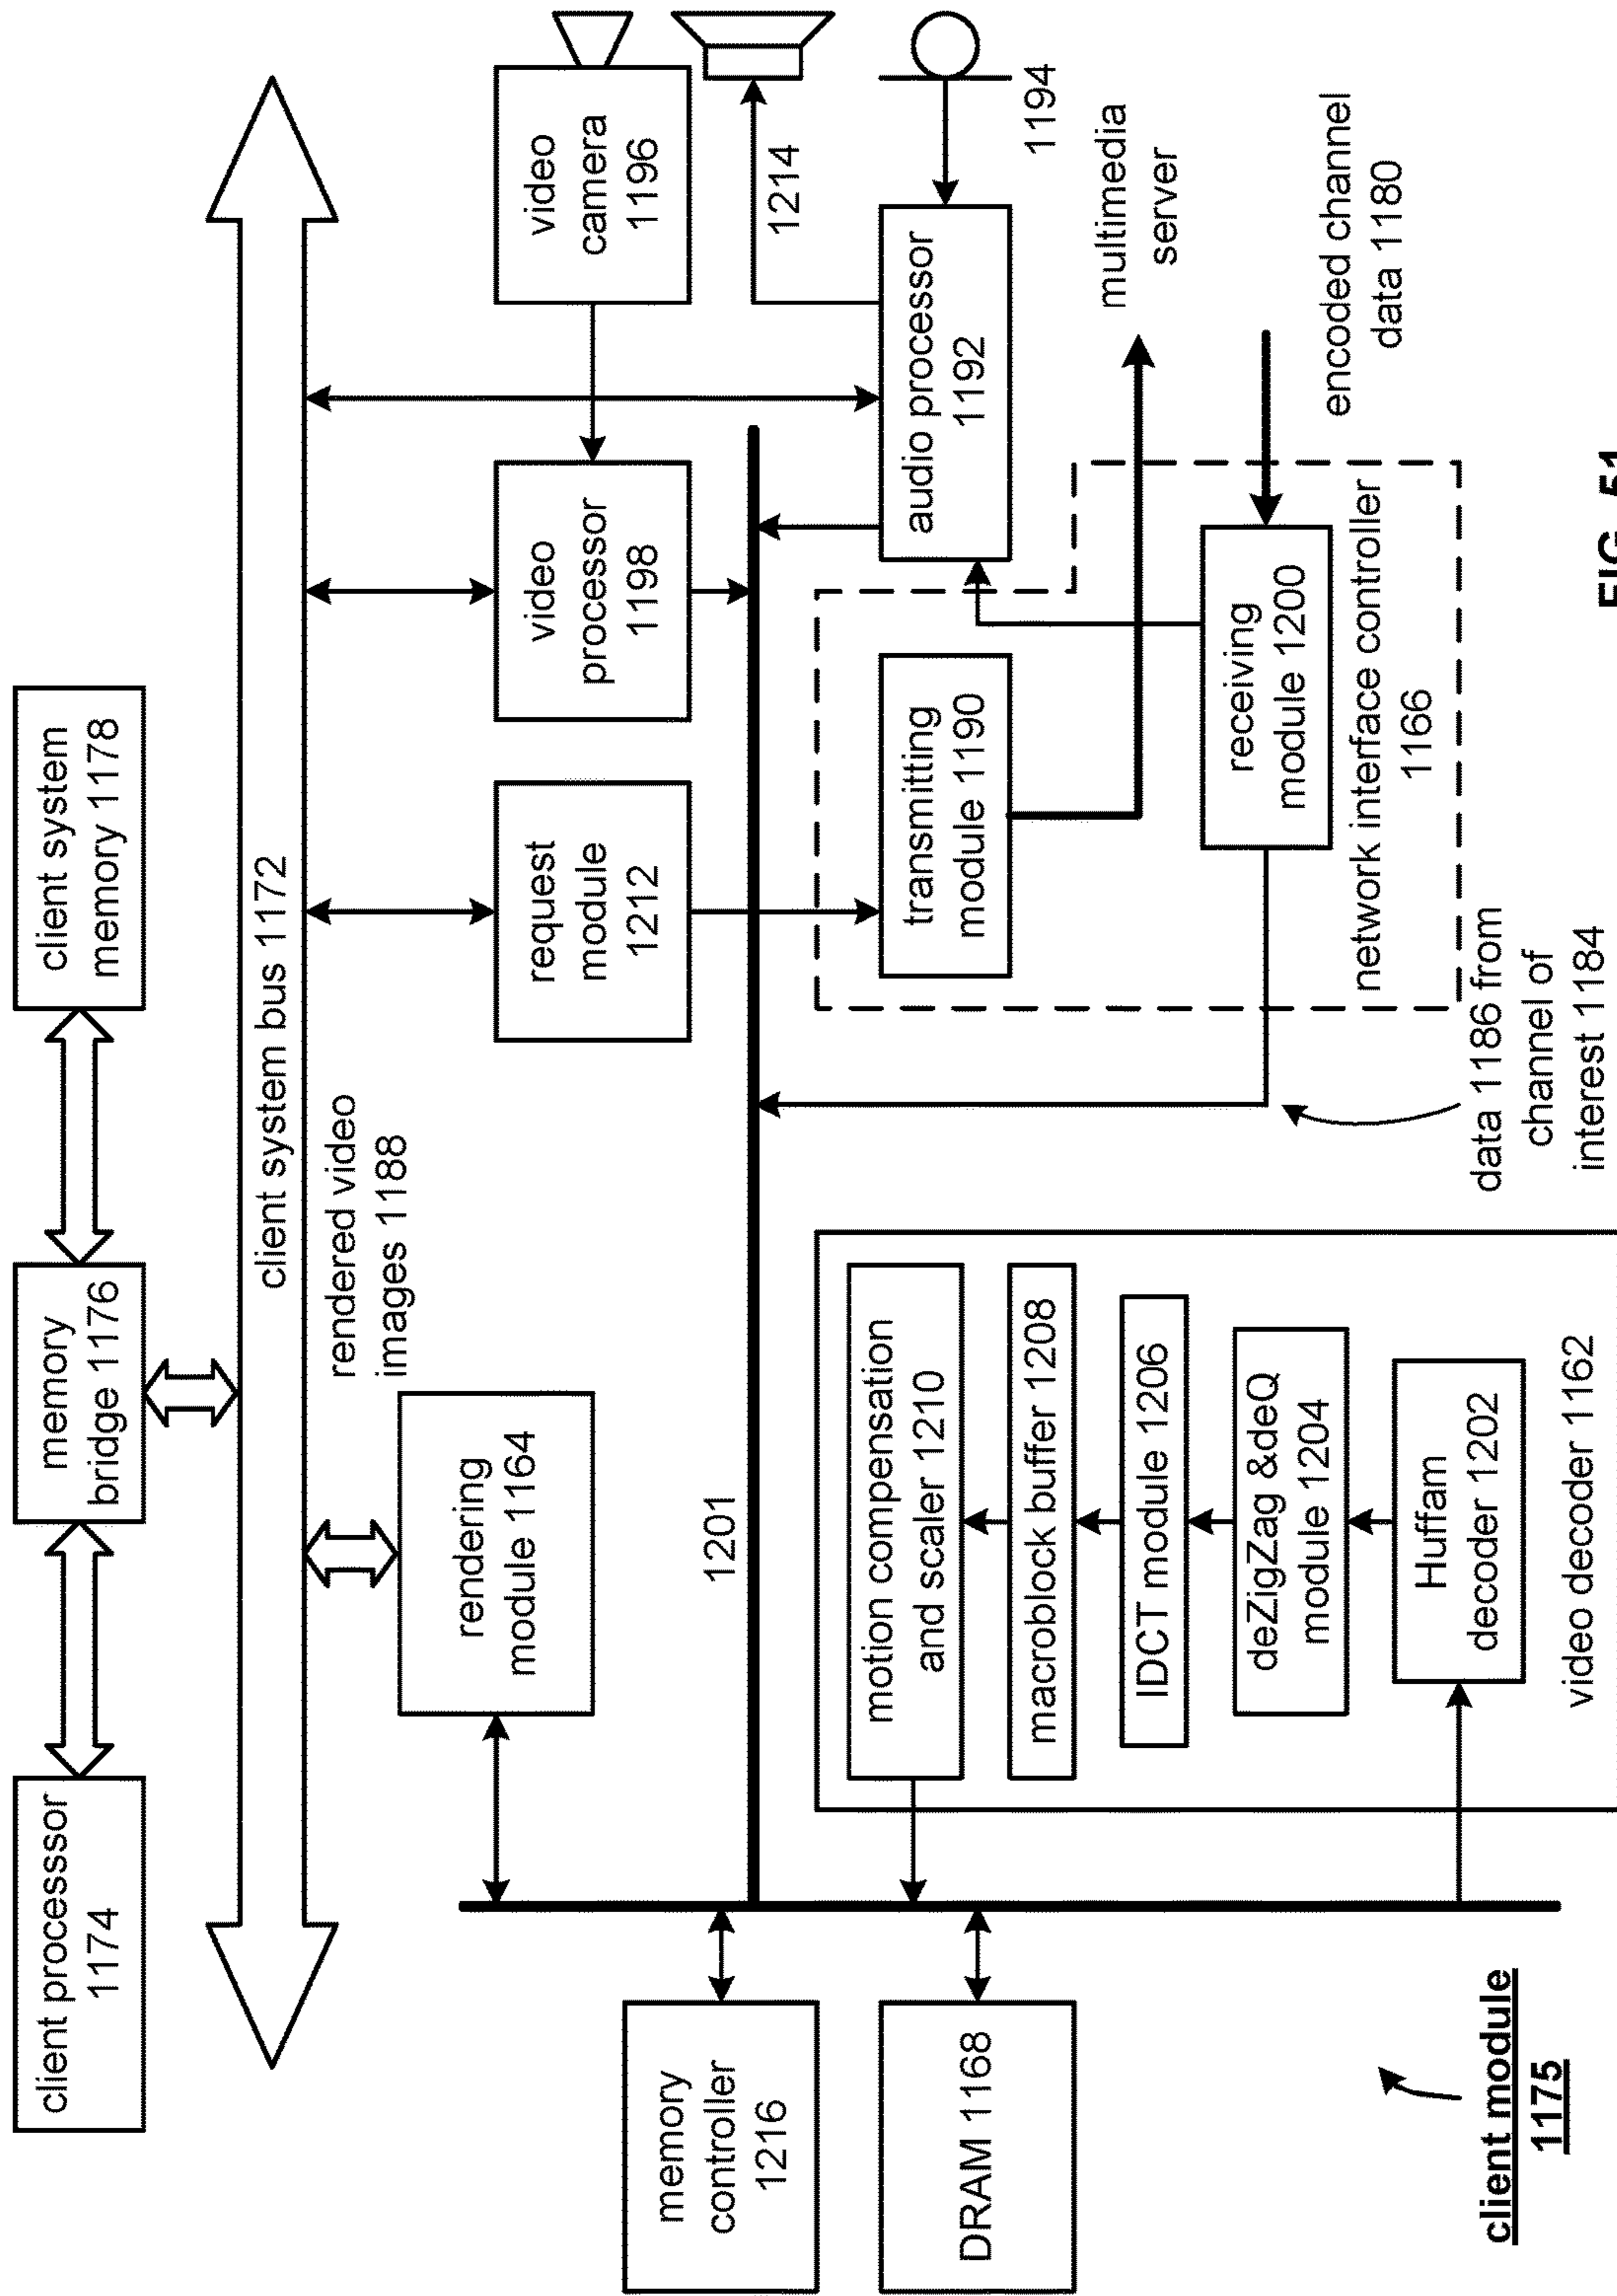 client processor
1174
memory
bridge 1176
client system
memory 1178
client system bus 1172
rendered video
images 1188
rendering
module 1164
request
module
1212
video
processor
1198
video
camera
1196
memory
controller
1216
1201
1214
DRAM 1168
motion compensation
and scaler 1210
macroblock buffer 1208
IDCT module 1206
deZigZag &deQ
module 1204
Huffam
decoder 1202
video decoder 1162
transmitting
module 1190
audio processor
1192
1194
multimedia
server
receiving
module 1200
network interface controller
1166
encoded channel
data 1180
data 1186 from
channel of
interest 1184
client module
1175
FIG. 51